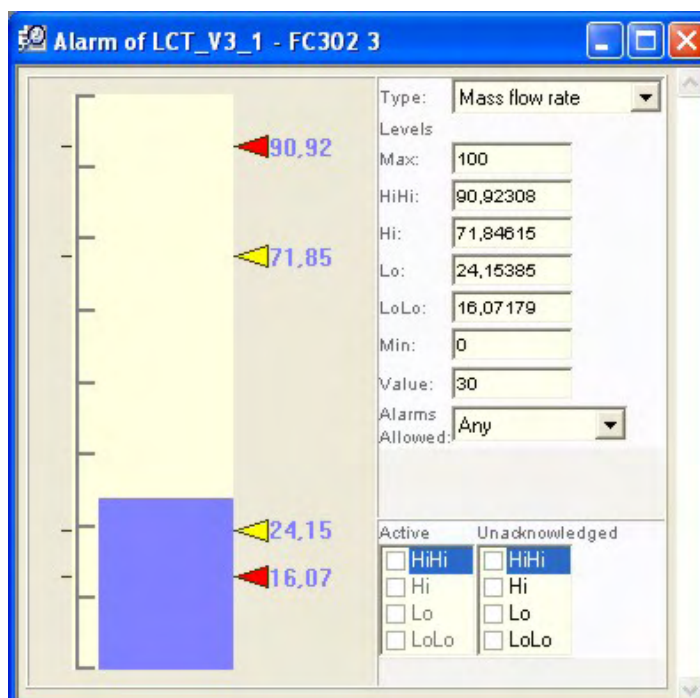 Alarm of LCT_V3_1 - FC302 3
90,92
71,85
24,15
16,07
Type: Mass flow rate
Levels
Max: 100
HiHi: 90,92308
Hi: 71,84615
Lo: 24,15385
LoLo: 16,07179
Min: 0
Value: 30
Alarms
Allowed: Any
Active Unacknowledged
HiHi HiHi
Hi Hi
Lo Lo
LoLo LoLo